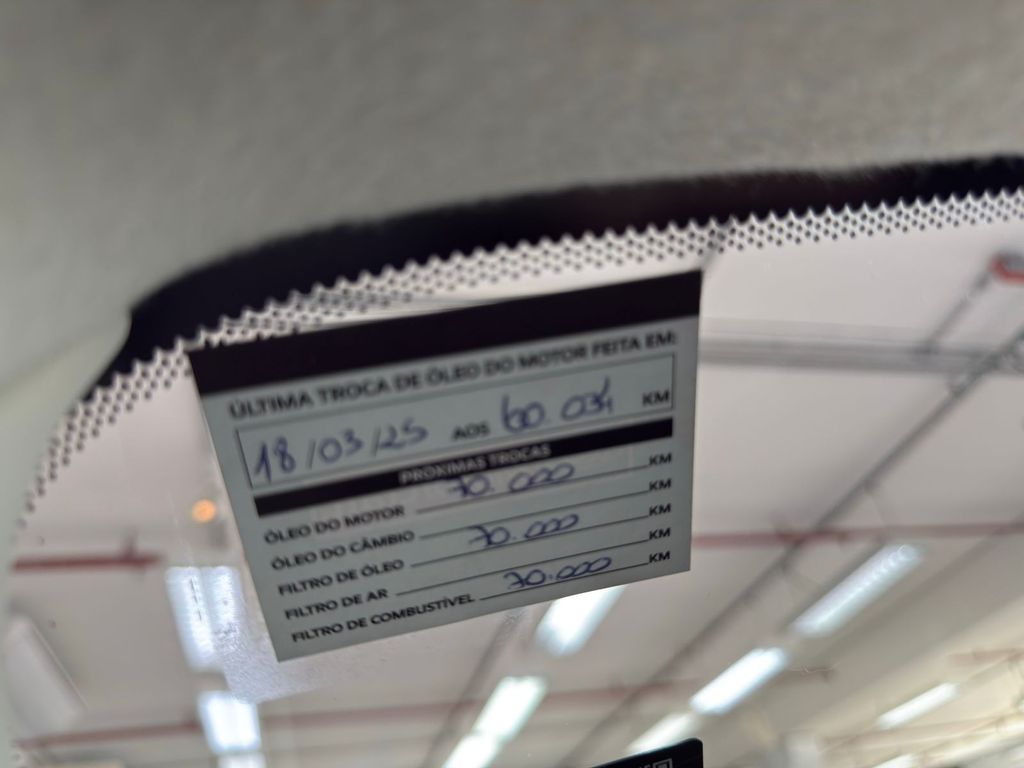 ÚLTIMA TROCA DE ÓLEO DO MOTOR FEITA EM:
18/03/25 AOS 60.034 KM
PROXIMAS TROCAS
ÓLEO DO MOTOR 70.000 KM
ÓLEO DO CÂMBIO KM
FILTRO DE ÓLEO 70.000 KM
FILTRO DE AR KM
FILTRO DE COMBUSTÍVEL 70.000 KM